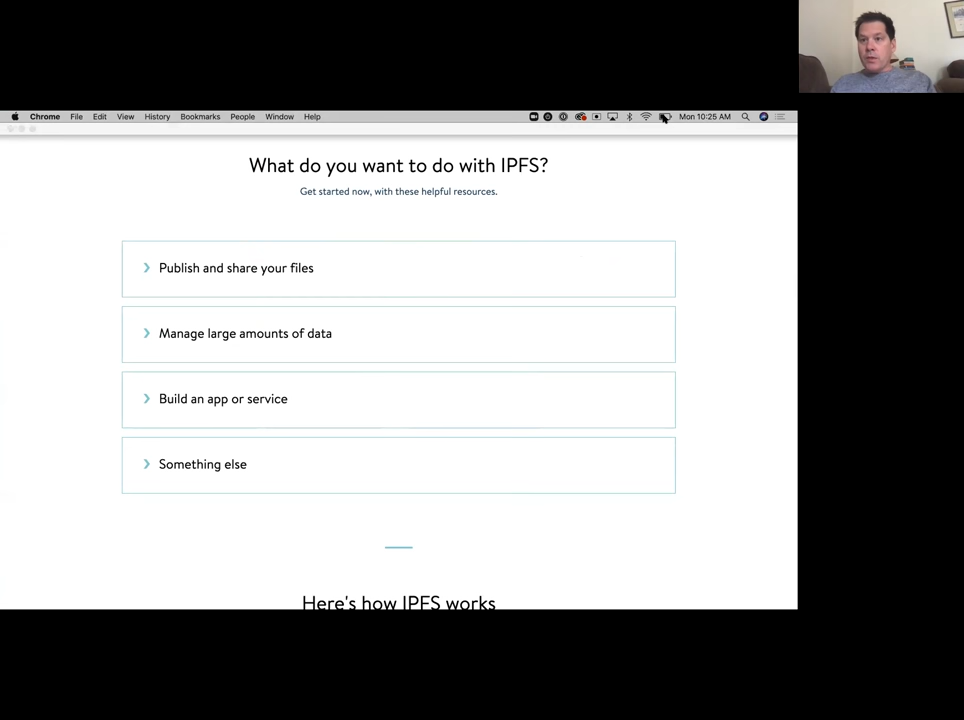 Chrome File Edit View History Bookmarks People Window Help Mon 10:25 AM
What do you want to do with IPFS?
Get started now, with these helpful resources.
Publish and share your files
Manage large amounts of data
Build an app or service
Something else
Here's how IPFS works